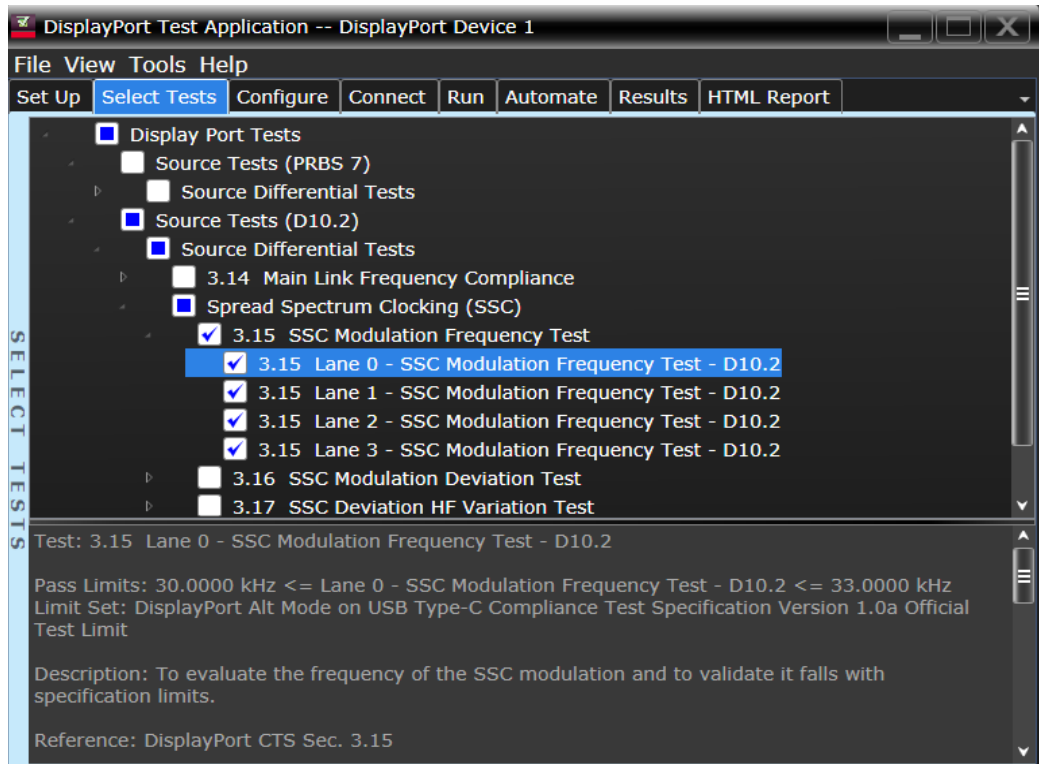 DisplayPort Test Application -- DisplayPort Device 1
File View Tools Help
Set Up Select Tests Configure Connect Run Automate Results HTML Report
Display Port Tests
Source Tests (PRBS 7)
Source Differential Tests
Source Tests (D10.2)
Source Differential Tests
3.14 Main Link Frequency Compliance
Spread Spectrum Clocking (SSC)
3.15 SSC Modulation Frequency Test
3.15 Lane 0 - SSC Modulation Frequency Test - D10.2
3.15 Lane 1 - SSC Modulation Frequency Test - D10.2
3.15 Lane 2 - SSC Modulation Frequency Test - D10.2
3.15 Lane 3 - SSC Modulation Frequency Test - D10.2
3.16 SSC Modulation Deviation Test
3.17 SSC Deviation HF Variation Test
SELECT TESTS
Test: 3.15 Lane 0 - SSC Modulation Frequency Test - D10.2
Pass Limits: 30.0000 kHz <= Lane 0 - SSC Modulation Frequency Test - D10.2 <= 33.0000 kHz
Limit Set: DisplayPort Alt Mode on USB Type-C Compliance Test Specification Version 1.0a Official
Test Limit
Description: To evaluate the frequency of the SSC modulation and to validate it falls with
specification limits.
Reference: DisplayPort CTS Sec. 3.15